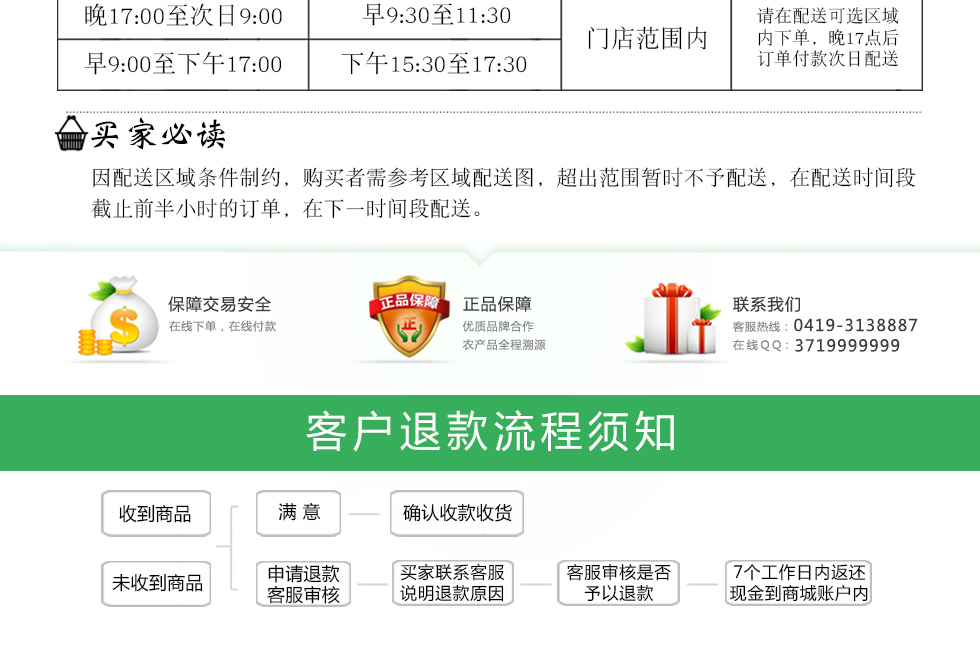 晚17:00至次日9:00
早9:30至11:30
早9:00至下午17:00
下午15:30至17:30
门店范围内
请在配送可选区域
内下单，晚17点后
订单付款次日配送
买家必读
因配送区域条件制约，购买者需参考区域配送图，超出范围暂时不予配送，在配送时间段
截止前半小时的订单，在下一时间段配送。
保障交易安全
在线下单，在线付款
正品保障
正
正品保障
优质品牌合作
农产品全程溯源
联系我们
客服热线：0419-3138887
在线QQ：3719999999
客户退款流程须知
收到商品
满 意
确认收款收货
未收到商品
申请退款
客服审核
买家联系客服
说明退款原因
客服审核是否
予以退款
7个工作日内返还
现金到商城账户内